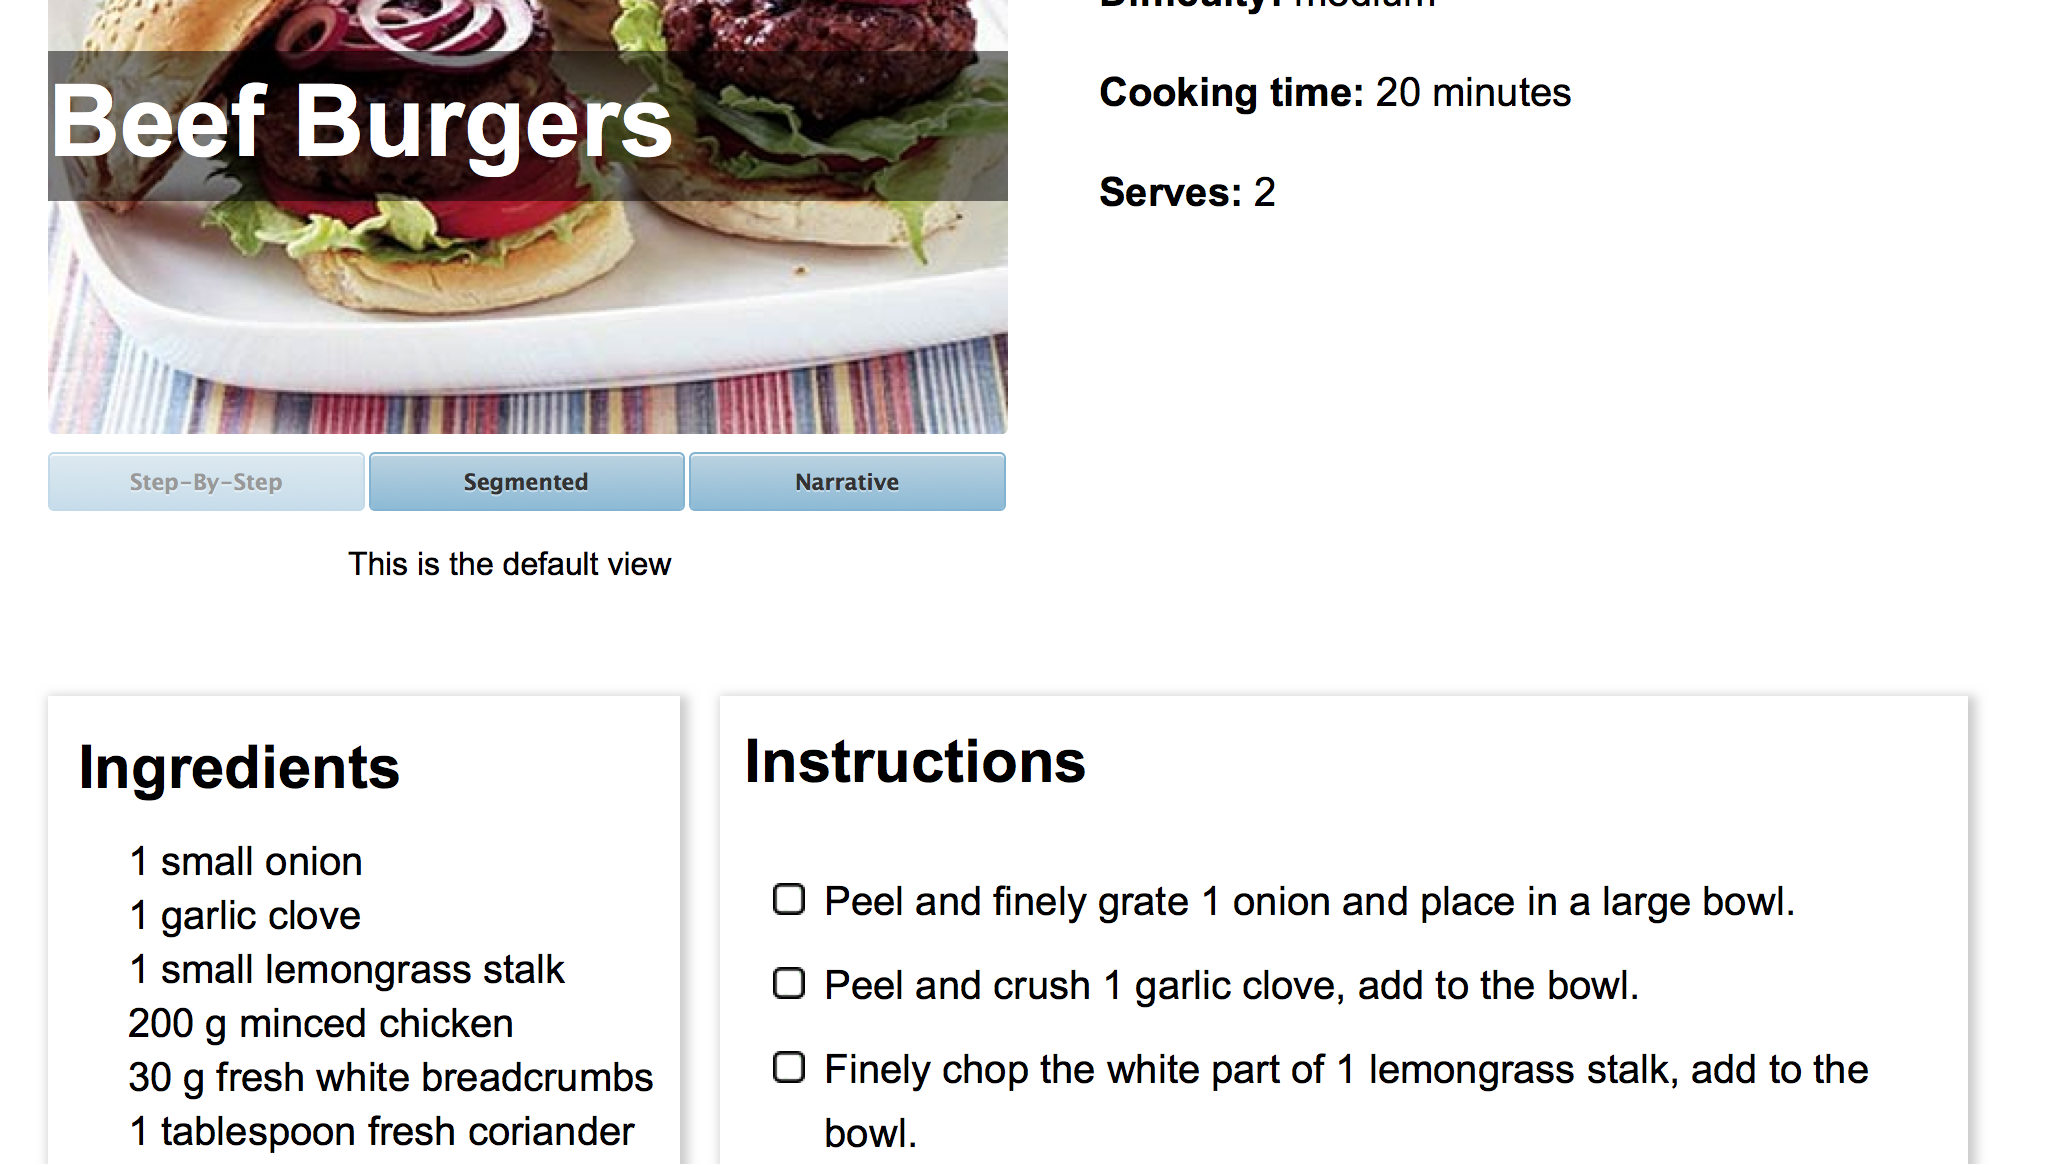 Difficulty: medium
Beef Burgers
Cooking time: 20 minutes
Serves: 2
Step-By-Step
Segmented
Narrative
This is the default view
Ingredients
1 small onion
1 garlic clove
1 small lemongrass stalk
200 g minced chicken
30 g fresh white breadcrumbs
1 tablespoon fresh coriander
Instructions
Peel and finely grate 1 onion and place in a large bowl.
Peel and crush 1 garlic clove, add to the bowl.
Finely chop the white part of 1 lemongrass stalk, add to the
bowl.